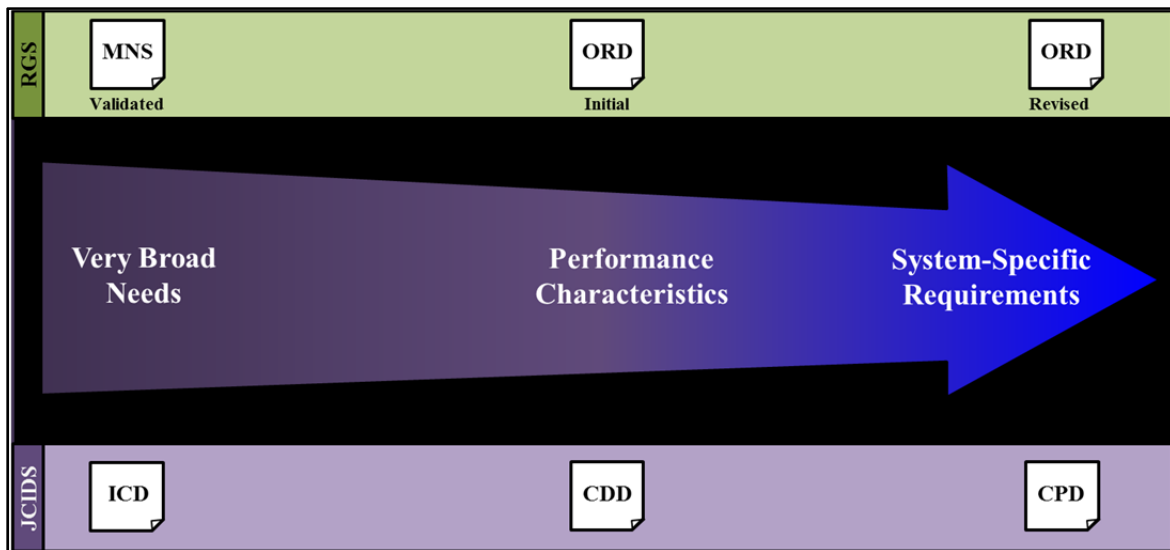 RGS
MNS
Validated
ORD
Initial
ORD
Revised
Very Broad
Needs
Performance
Characteristics
System-Specific
Requirements
JCIDS
ICD
CDD
CPD